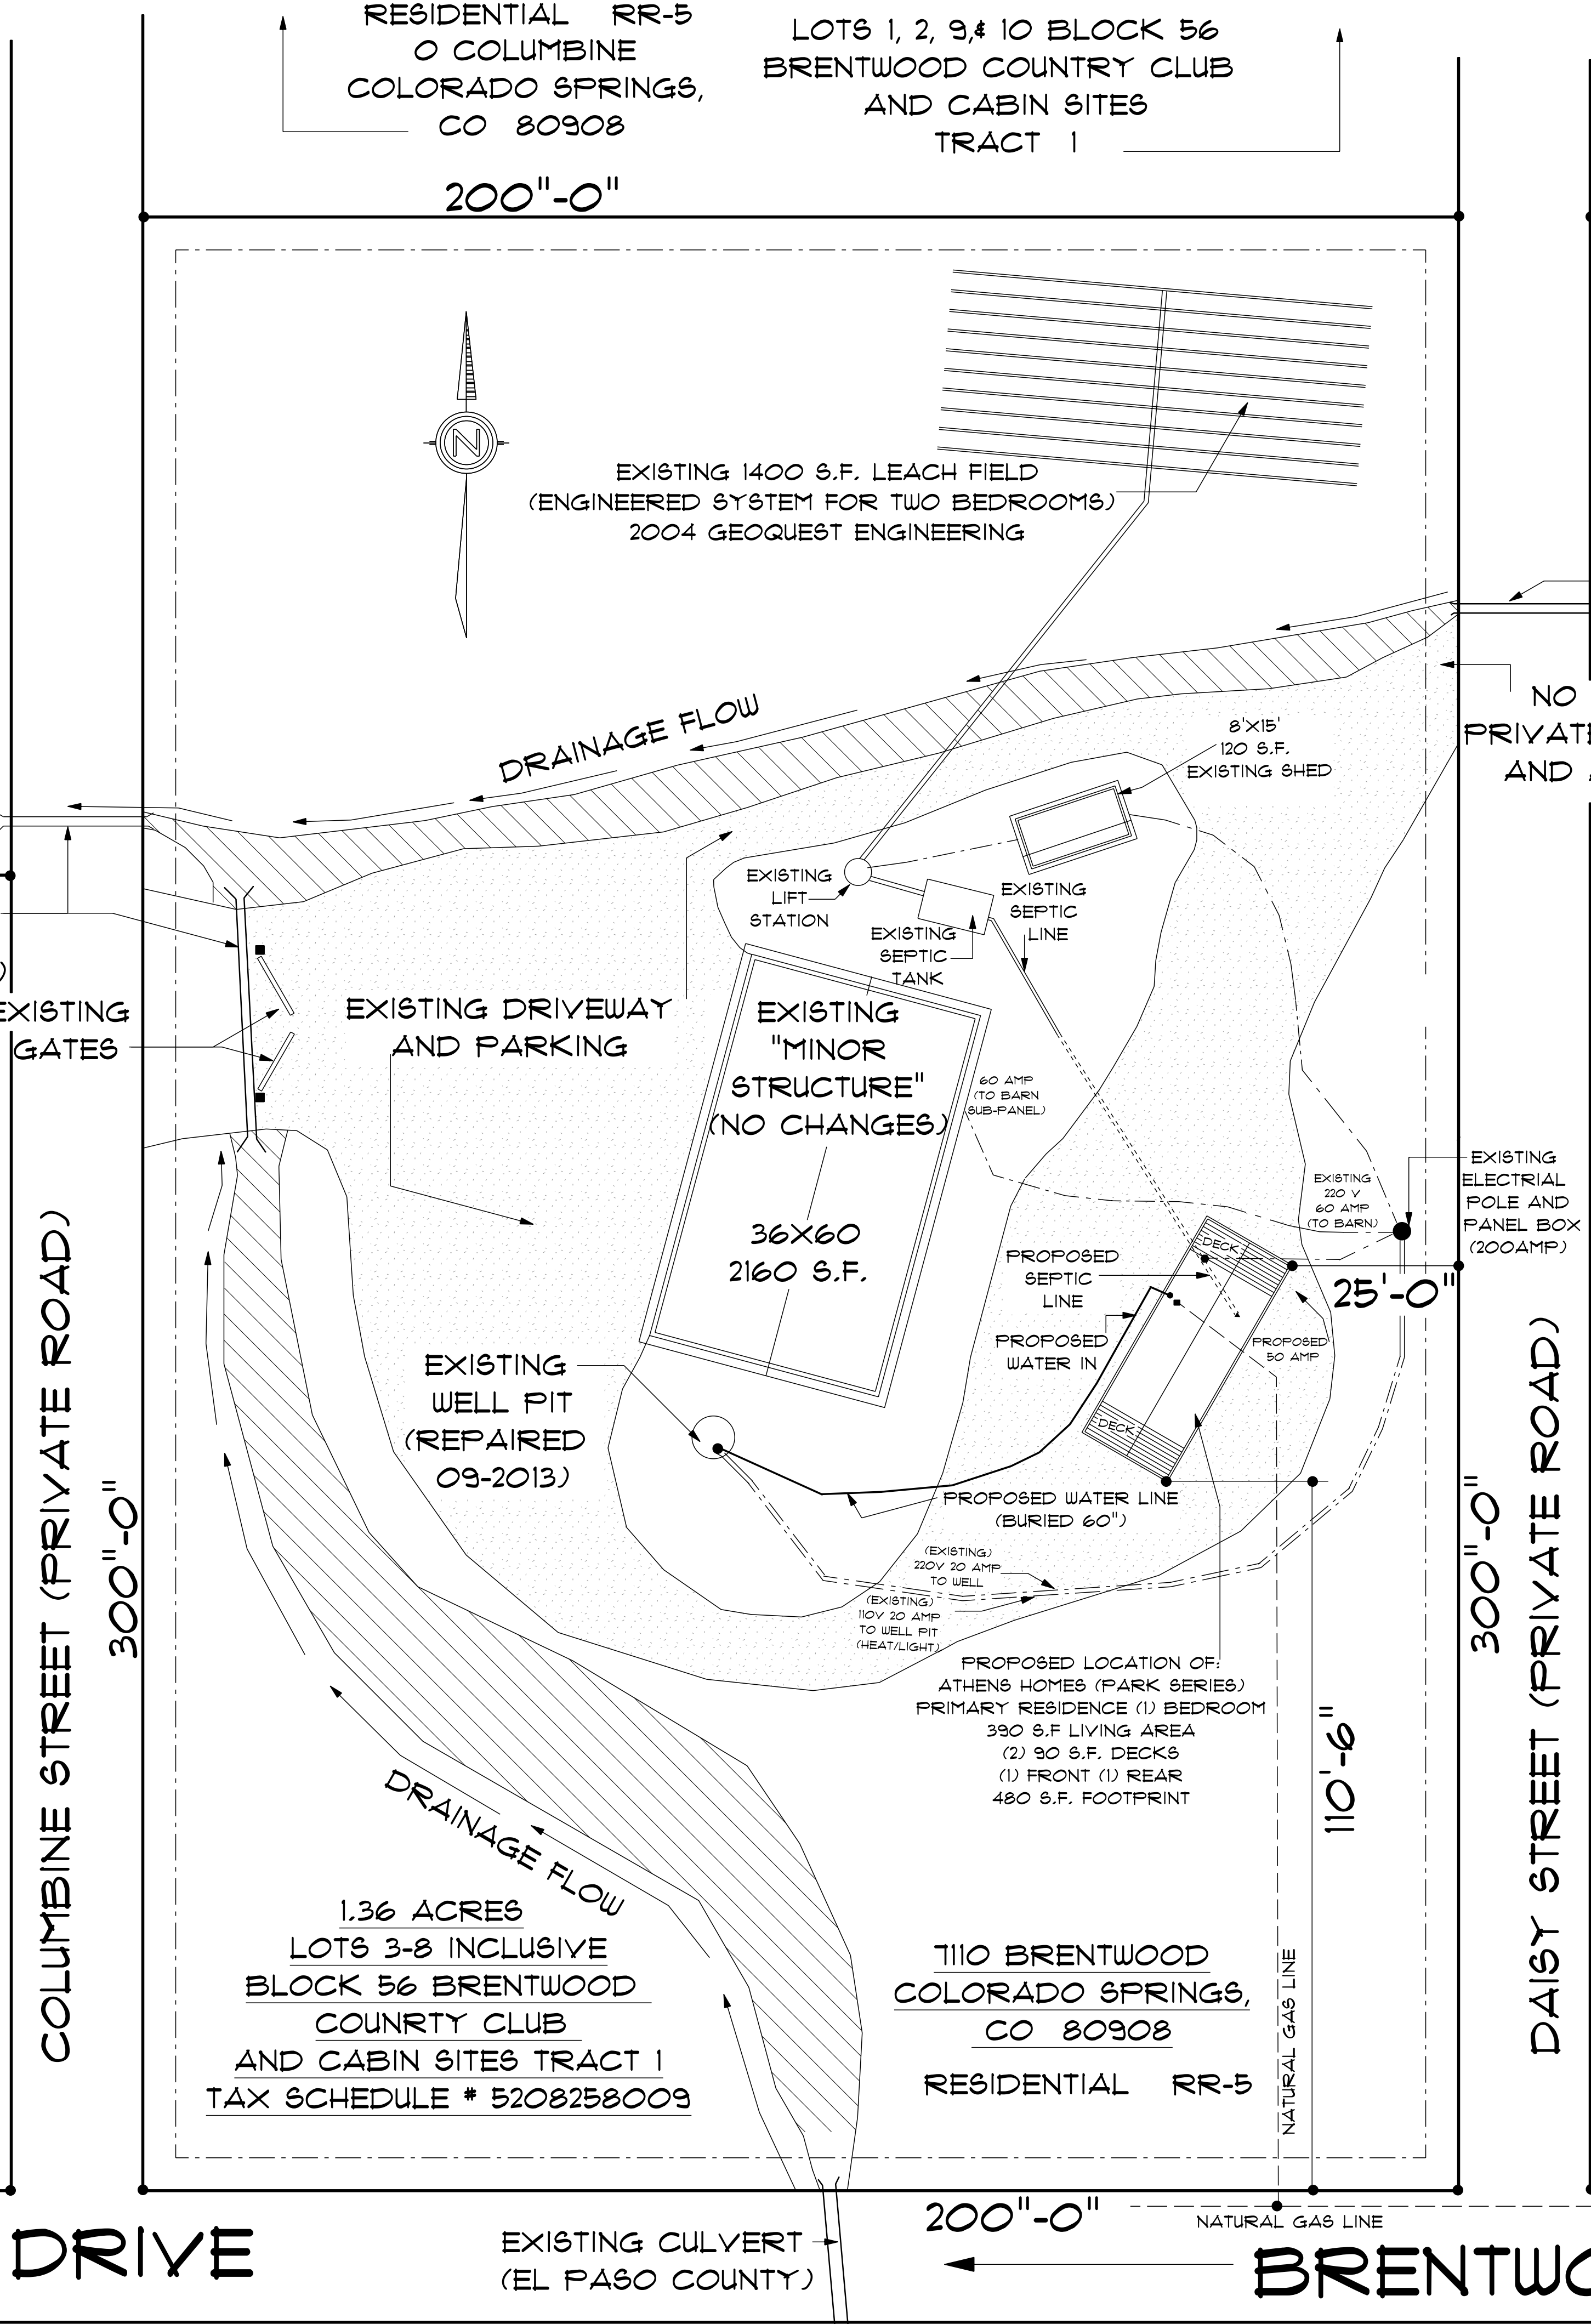 RESIDENTIAL RR-5
0 COLUMBINE
COLORADO SPRINGS,
CO 80908
LOTS 1, 2, 9,& 10 BLOCK 56
BRENTWOOD COUNTRY CLUB
AND CABIN SITES
TRACT 1
200"-0"
N
EXISTING 1400 S.F. LEACH FIELD
(ENGINEERED SYSTEM FOR TWO BEDROOMS)
2004 GEOQUEST ENGINEERING
DRAINAGE FLOW
8'X15'
120 S.F.
EXISTING SHED
NO
PRIVATE
AND
EXISTING
LIFT
STATION
EXISTING
SEPTIC
LINE
EXISTING
SEPTIC
TANK
)
EXISTING
GATES
EXISTING DRIVEWAY
AND PARKING
EXISTING
"MINOR
STRUCTURE"
(NO CHANGES)
36X60
2160 S.F.
60 AMP
(TO BARN
SUB-PANEL)
EXISTING
220 V
60 AMP
(TO BARN)
EXISTING
ELECTRIAL
POLE AND
PANEL BOX
(200AMP)
DECK
PROPOSED
SEPTIC
LINE
25'-0"
PROPOSED
WATER IN
PROPOSED
50 AMP
DECK
EXISTING
WELL PIT
(REPAIRED
09-2013)
PROPOSED WATER LINE
(BURIED 60")
(EXISTING)
220V 20 AMP
TO WELL
(EXISTING)
110V 20 AMP
TO WELL PIT
(HEAT/LIGHT)
PROPOSED LOCATION OF:
ATHENS HOMES (PARK SERIES)
PRIMARY RESIDENCE (1) BEDROOM
390 S.F LIVING AREA
(2) 90 S.F. DECKS
(1) FRONT (1) REAR
480 S.F. FOOTPRINT
COLUMBINE STREET (PRIVATE ROAD)
300"-0"
300"-0"
DAISY STREET (PRIVATE ROAD)
110'-6"
DRAINAGE FLOW
1.36 ACRES
LOTS 3-8 INCLUSIVE
BLOCK 56 BRENTWOOD
COUNRTY CLUB
AND CABIN SITES TRACT 1
TAX SCHEDULE # 5208258009
7110 BRENTWOOD
COLORADO SPRINGS,
CO 80908
RESIDENTIAL RR-5
NATURAL GAS LINE
200"-0"
NATURAL GAS LINE
DRIVE
EXISTING CULVERT
(EL PASO COUNTY)
BRENTWO